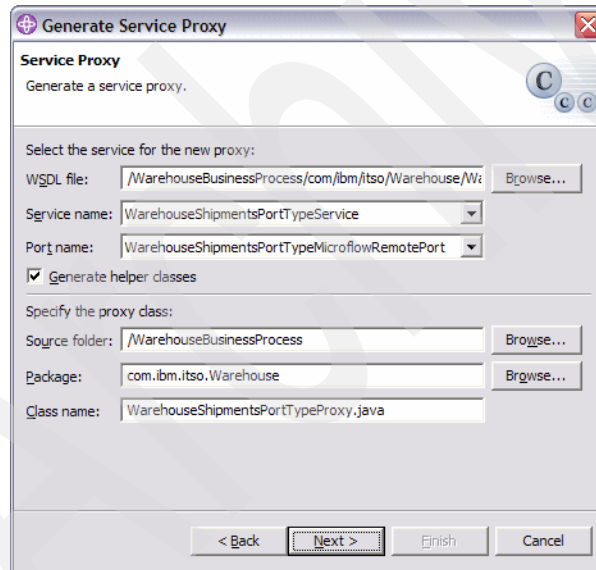 Generate Service Proxy
Service Proxy
Generate a service proxy.
C
C C
Select the service for the new proxy:
WSDL file: /WarehouseBusinessProcess/com/ibm/itso/Warehouse/Wa Browse...
Service name: WarehouseShipmentsPortTypeService
Port name: WarehouseShipmentsPortTypeMicroflowRemotePort
Generate helper classes
Specify the proxy class:
Source folder: /WarehouseBusinessProcess Browse...
Package: com.ibm.itso.Warehouse Browse...
Class name: WarehouseShipmentsPortTypeProxy.java
< Back Next > Finish Cancel